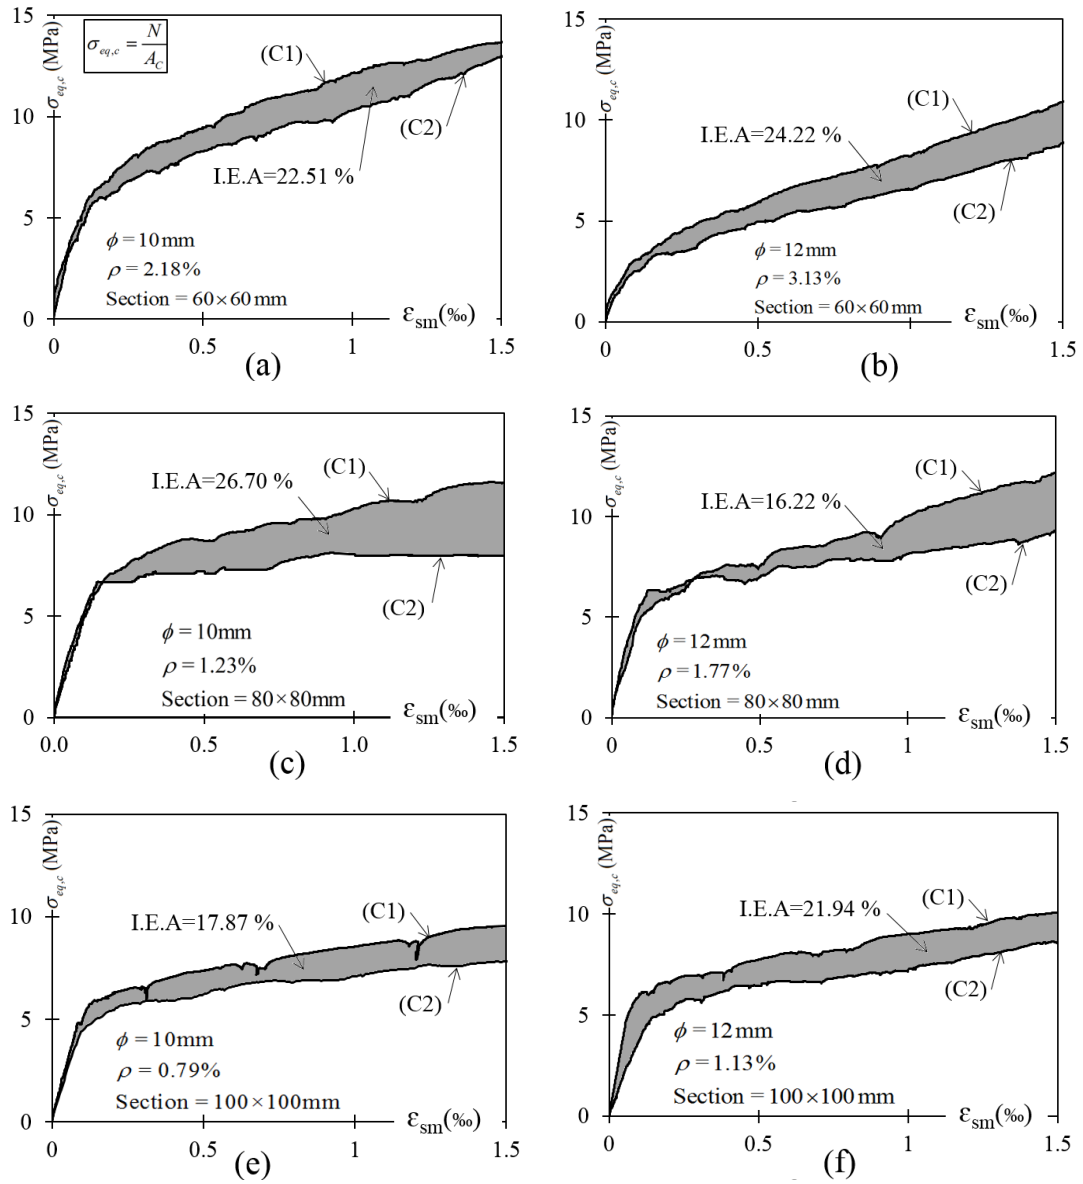 15
σeq,c (MPa)
σeq,c = N / AC
(C1)
10
(C2)
I.E.A=22.51 %
5
ϕ = 10mm
ρ = 2.18%
Section = 60×60mm
εsm(‰)
0
0 0.5 1 1.5
(a)
15
σeq,c (MPa)
(C1)
10
I.E.A=24.22 %
(C2)
5
ϕ = 12mm
ρ = 3.13%
Section = 60×60mm
εsm(‰)
0
0 0.5 1 1.5
(b)
15
σeq,c (MPa)
(C1)
I.E.A=26.70 %
10
(C2)
5
ϕ = 10mm
ρ = 1.23%
Section = 80×80mm
εsm(‰)
0
0.0 0.5 1.0 1.5
(c)
15
σeq,c (MPa)
(C1)
I.E.A=16.22 %
10
(C2)
5
ϕ = 12mm
ρ = 1.77%
Section = 80×80mm
εsm(‰)
0
0 0.5 1 1.5
(d)
15
σeq,c (MPa)
(C1)
I.E.A=17.87 %
10
(C2)
5
ϕ = 10mm
ρ = 0.79%
Section = 100×100mm
εsm(‰)
0
0 0.5 1 1.5
(e)
15
σeq,c (MPa)
(C1)
I.E.A=21.94 %
10
(C2)
5
ϕ = 12mm
ρ = 1.13%
Section = 100×100mm
εsm(‰)
0
0 0.5 1 1.5
(f)